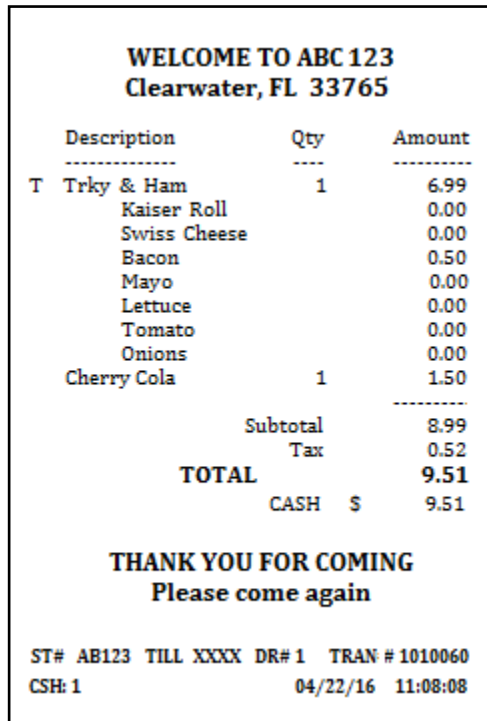 WELCOME TO ABC 123
Clearwater, FL 33765
Description Qty Amount
-------------- ---- ----------
T Trky & Ham 1 6.99
Kaiser Roll 0.00
Swiss Cheese 0.00
Bacon 0.50
Mayo 0.00
Lettuce 0.00
Tomato 0.00
Onions 0.00
Cherry Cola 1 1.50
---------
Subtotal 8.99
Tax 0.52
TOTAL 9.51
CASH $ 9.51
THANK YOU FOR COMING
Please come again
ST# AB123 TILL XXXX DR# 1 TRAN # 1010060
CSH: 1 04/22/16 11:08:08